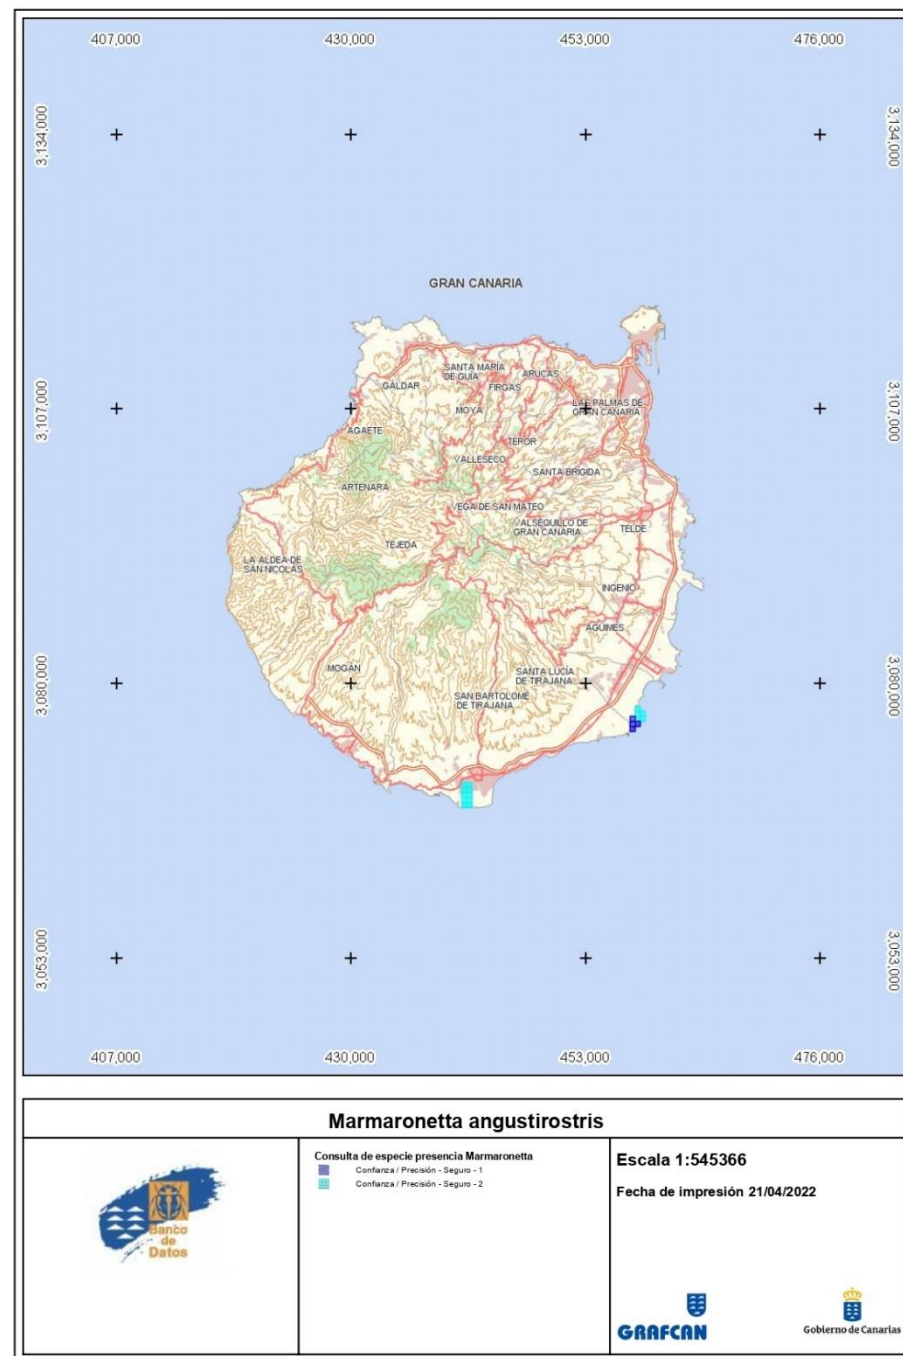 407,000 430,000 453,000 476,000
3,134,000 3,134,000
GRAN CANARIA
SANTA MARÍA
DE GUÍA
ARUCAS
GÁLDAR
FIRGAS
LAS PALMAS DE
GRAN CANARIA
MOYA
3,107,000 3,107,000
AGAETE
TEROR
VALLESECO
SANTA BRÍGIDA
ARTENARA
VEGA DE SAN MATEO
VALSEQUILLO DE
GRAN CANARIA
TELDE
TEJEDA
LA ALDEA DE
SAN NICOLÁS
INGENIO
AGÜIMES
MOGÁN
SANTA LUCÍA
DE TIRAJANA
3,080,000 3,080,000
SAN BARTOLOMÉ
DE TIRAJANA
3,053,000 3,053,000
407,000 430,000 453,000 476,000
Marmaronetta angustirostris
Banco
de
Datos
Consulta de especie presencia Marmaronetta
Confianza / Precisión - Seguro - 1
Confianza / Precisión - Seguro - 2
Escala 1:545366
Fecha de impresión 21/04/2022
GRAFCAN
Gobierno de Canarias